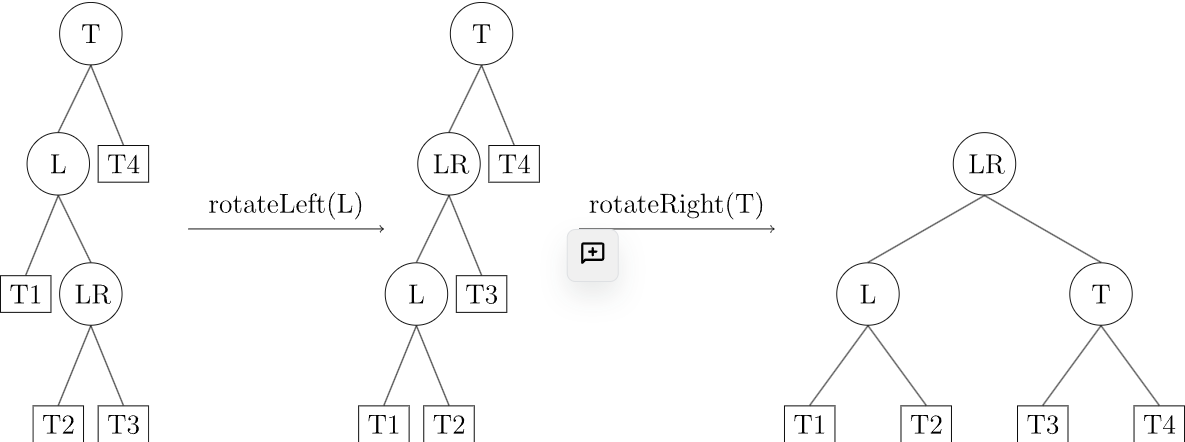 T
T
L
T4
LR
T4
LR
rotateLeft(L)
rotateRight(T)
T1
LR
L
T3
L
T
T2
T3
T1
T2
T1
T2
T3
T4